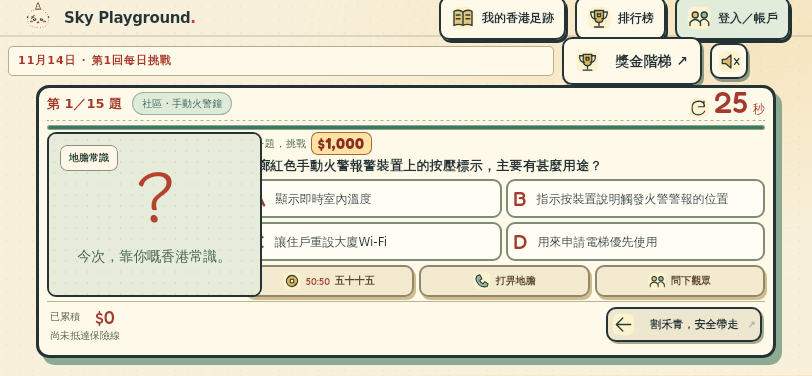 Sky Playground.
我的香港足跡
排行榜
登入／帳戶
11月14日 · 第1回每日挑戰
獎金階梯 ↗
第 1／15 題
社區 · 手動火警鐘
25 秒
地膽常識
?
今次，靠你嘅香港常識。
題，挑戰 $1,000
廊紅色手動火警報警裝置上的按壓標示，主要有甚麼用途？
顯示即時室內溫度
B 指示按裝置說明觸發火警警報的位置
讓住戶重設大廈Wi-Fi
D 用來申請電梯優先使用
50:50 五十十五
打畀地膽
問下觀眾
已累積 $0
尚未抵達保險線
割禾青，安全帶走 ↗